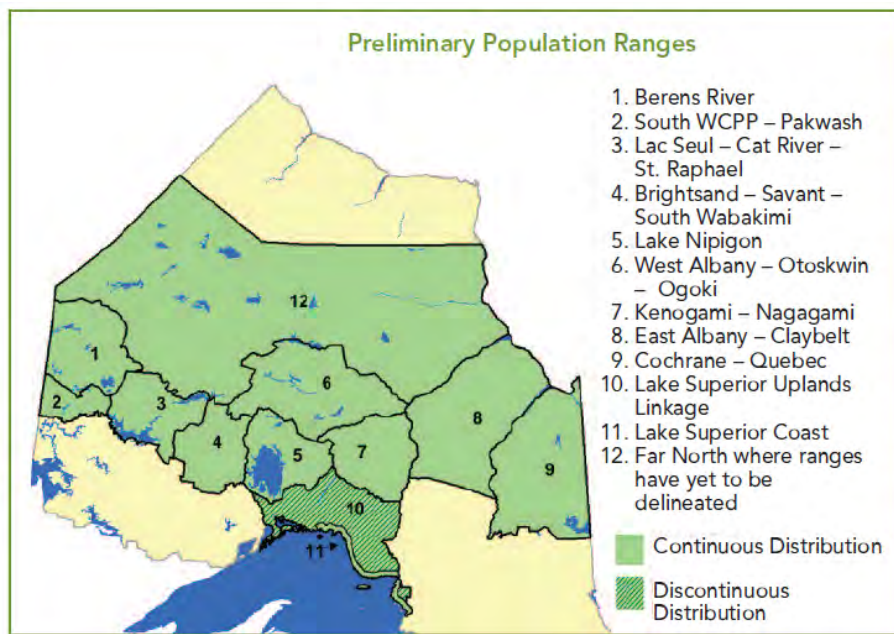 Preliminary Population Ranges
1. Berens River
2. South WCPP – Pakwash
3. Lac Seul – Cat River –
St. Raphael
4. Brightsand – Savant –
South Wabakimi
5. Lake Nipigon
6. West Albany – Otoskwin
– Ogoki
7. Kenogami – Nagagami
8. East Albany – Claybelt
9. Cochrane – Quebec
10. Lake Superior Uplands
Linkage
11. Lake Superior Coast
12. Far North where ranges
have yet to be
delineated
Continuous Distribution
Discontinuous
Distribution
12
1
6
2
3
8
4
5
7
9
10
11